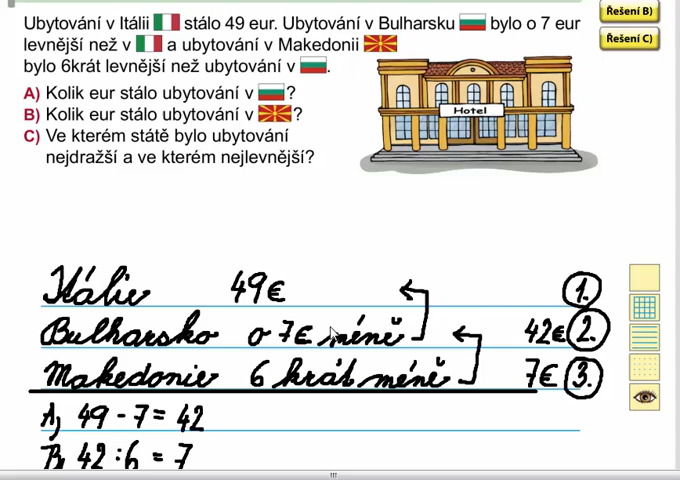 Ubytování v Itálii stálo 49 eur. Ubytování v Bulharsku bylo o 7 eur
levnější než v a ubytování v Makedonii
bylo 6krát levnější než ubytování v .
A) Kolik eur stálo ubytování v ?
B) Kolik eur stálo ubytování v ?
C) Ve kterém státě bylo ubytování
nejdražší a ve kterém nejlevnější?
Řešení B)
Řešení C)
Hotel
Itálie 49€ 1.
Bulharsko o 7€ méně 42€ 2.
Makedonie 6 krát méně 7€ 3.
A) 49 - 7 = 42
B) 42 : 6 = 7